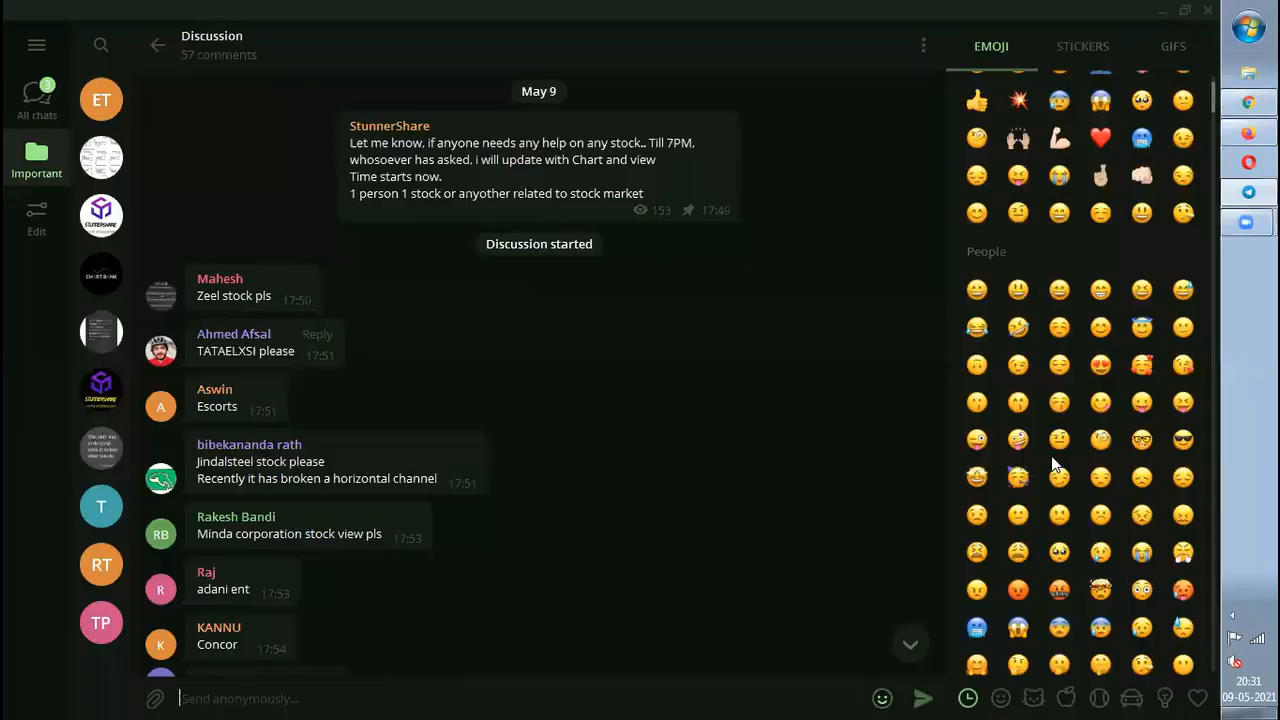 Discussion
57 comments
EMOJI
STICKERS
GIFS
3
All chats
Important
Edit
ET
STUNNERSHARE
CHART BANK
T
RT
TP
May 9
StunnerShare
Let me know, if anyone needs any help on any stock.. Till 7PM,
whosoever has asked, i will update with Chart and view
Time starts now.
1 person 1 stock or anyother related to stock market
153 17:49
Discussion started
Mahesh
Zeel stock pls 17:50
Ahmed Afsal Reply
TATAELXSI please 17:51
A
Aswin
Escorts 17:51
bibekananda rath
Jindalsteel stock please
Recently it has broken a horizontal channel 17:51
RB
Rakesh Bandi
Minda corporation stock view pls 17:53
R
Raj
adani ent 17:53
K
KANNU
Concor 17:54
Send anonymously...
People
20:31
09-05-2021